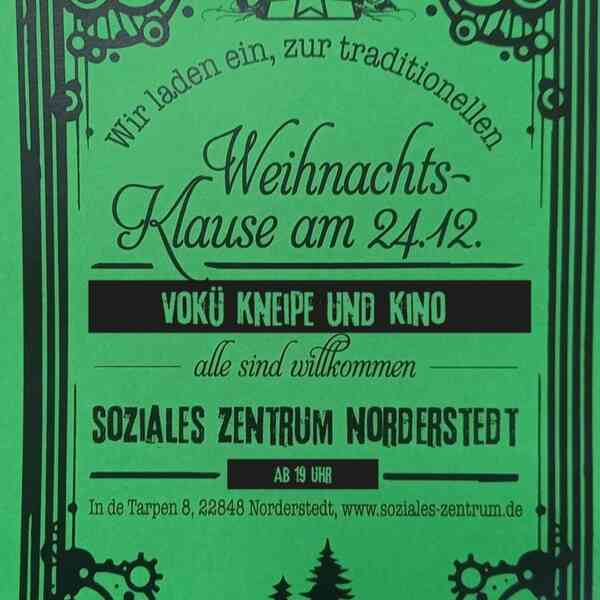 Wir laden ein, zur traditionellen
Weihnachts-
Klause am 24.12.
VOKÜ KNEIPE UND KINO
alle sind willkommen
SOZIALES ZENTRUM NORDERSTEDT
AB 19 UHR
In de Tarpen 8, 22848 Norderstedt, www.soziales-zentrum.de